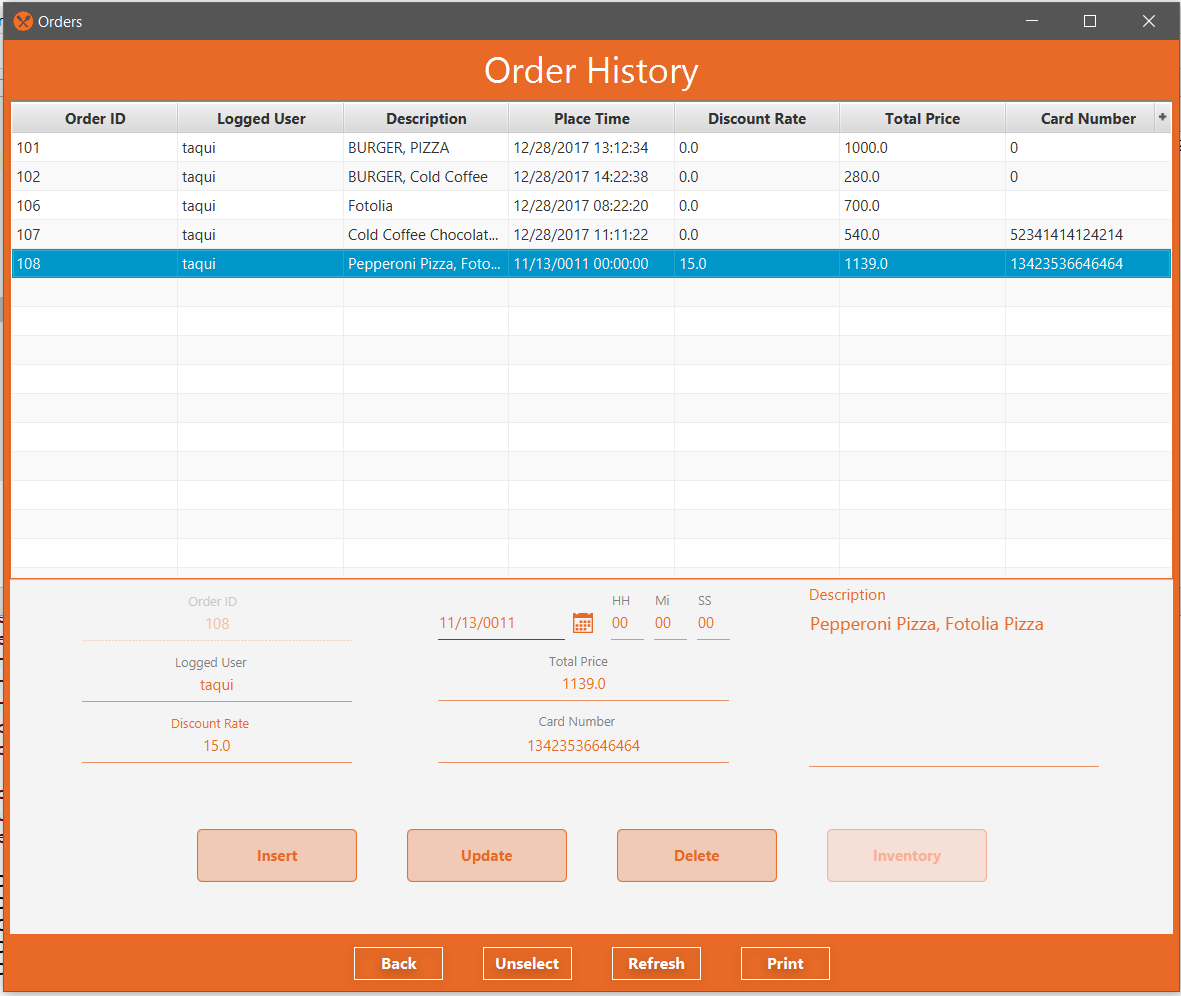 Orders
Order History
Order ID Logged User Description Place Time Discount Rate Total Price Card Number +
101 taqui BURGER, PIZZA 12/28/2017 13:12:34 0.0 1000.0 0
102 taqui BURGER, Cold Coffee 12/28/2017 14:22:38 0.0 280.0 0
106 taqui Fotolia 12/28/2017 08:22:20 0.0 700.0
107 taqui Cold Coffee Chocolat... 12/28/2017 11:11:22 0.0 540.0 52341414124214
108 taqui Pepperoni Pizza, Foto... 11/13/0011 00:00:00 15.0 1139.0 13423536646464
Order ID
108
Logged User
taqui
Discount Rate
15.0
HH Mi SS
11/13/0011 00 00 00
Total Price
1139.0
Card Number
13423536646464
Description
Pepperoni Pizza, Fotolia Pizza
Insert Update Delete Inventory
Back Unselect Refresh Print